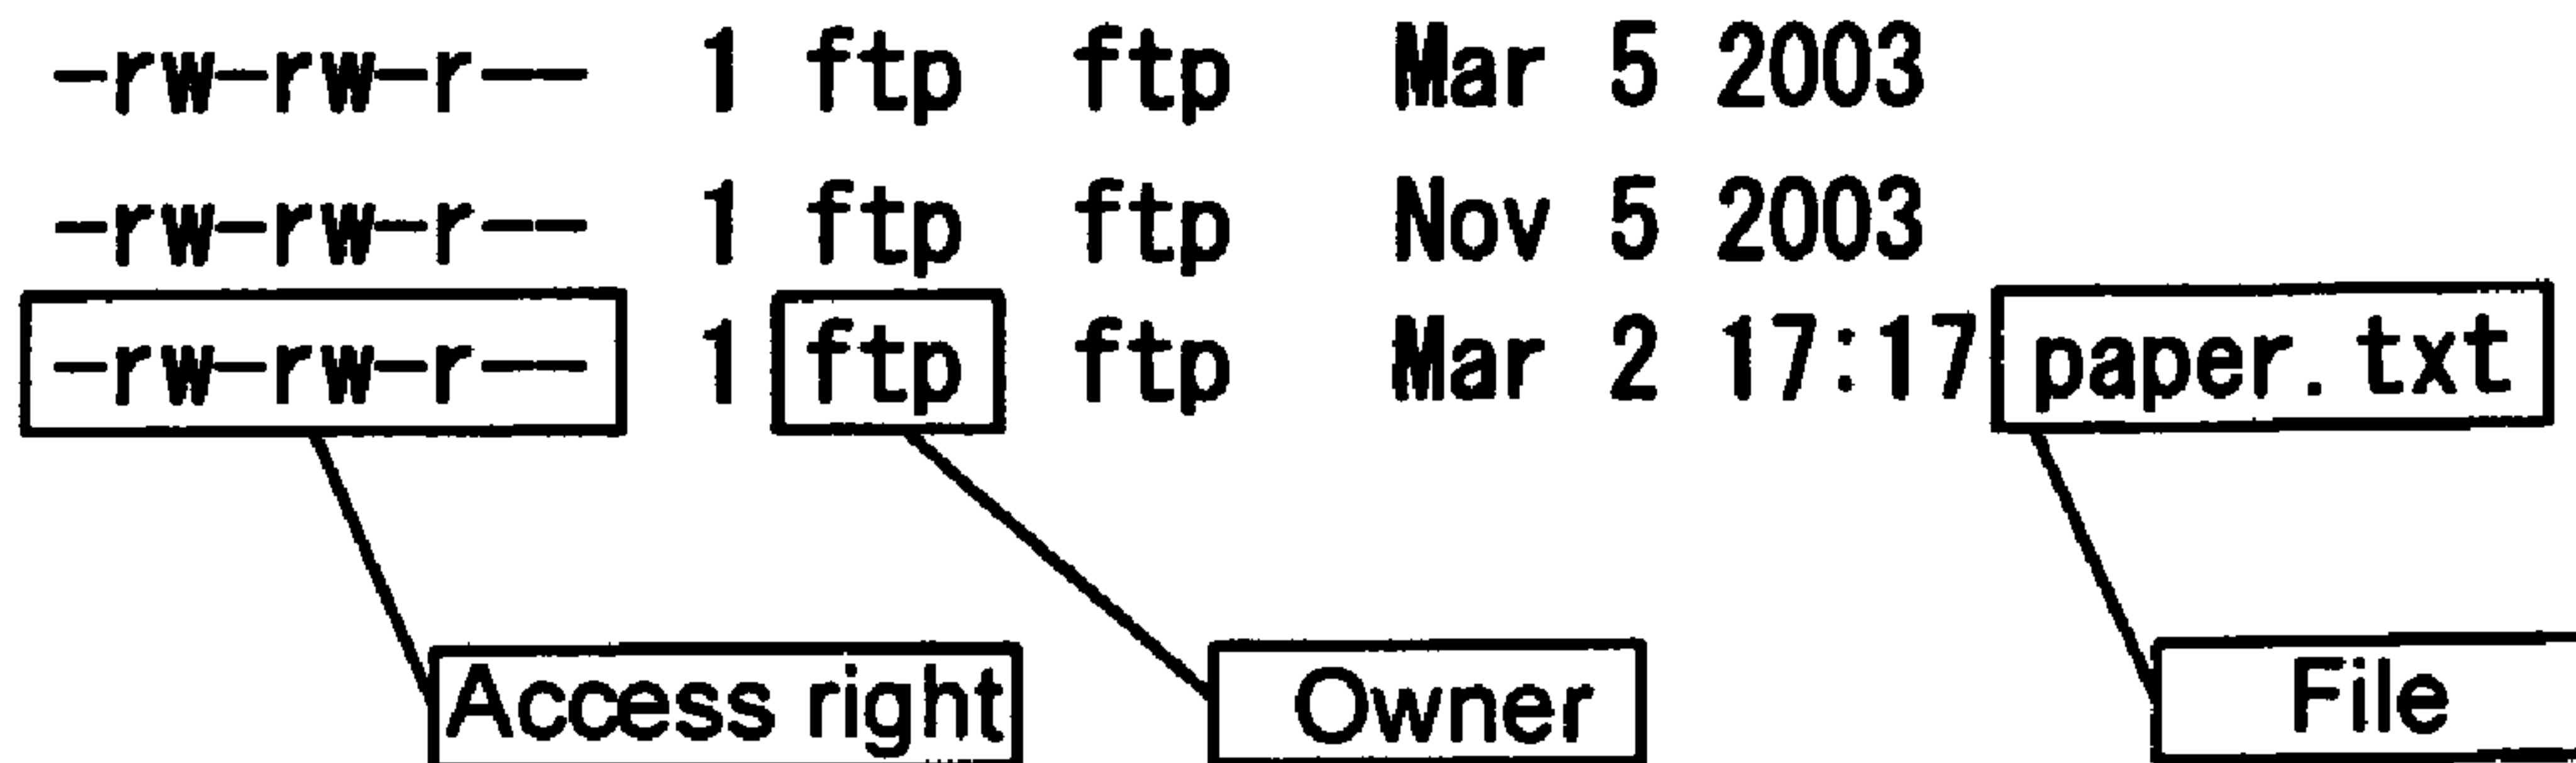 -rw-rw-r-- 1 ftp ftp Mar 5 2003
-rw-rw-r-- 1 ftp ftp Nov 5 2003
-rw-rw-r-- 1 ftp ftp Mar 2 17:17 paper.txt
Access right Owner File